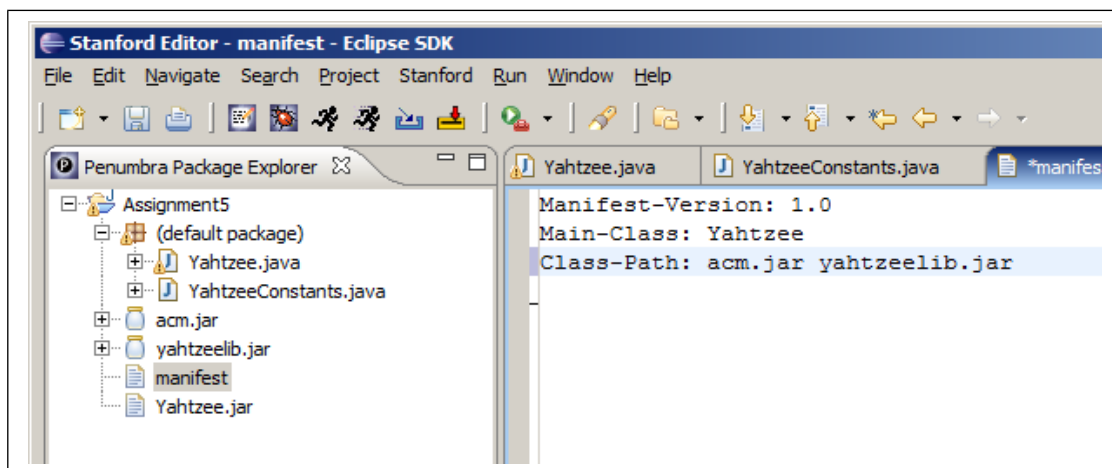 Stanford Editor - manifest - Eclipse SDK
File Edit Navigate Search Project Stanford Run Window Help
Penumbra Package Explorer
Yahtzee.java YahtzeeConstants.java *manifes
Assignment5
(default package)
Yahtzee.java
YahtzeeConstants.java
acm.jar
yahtzeelib.jar
manifest
Yahtzee.jar
Manifest-Version: 1.0
Main-Class: Yahtzee
Class-Path: acm.jar yahtzeelib.jar